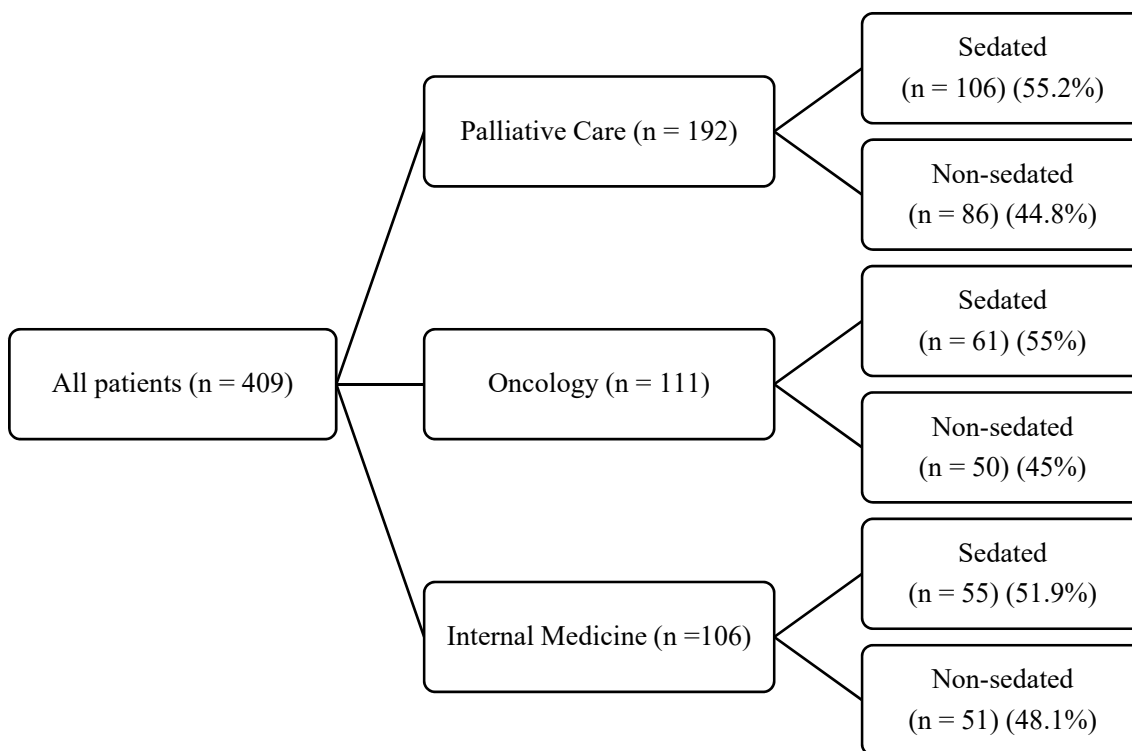 All patients (n = 409)
Palliative Care (n = 192)
Sedated
(n = 106) (55.2%)
Non-sedated
(n = 86) (44.8%)
Oncology (n = 111)
Sedated
(n = 61) (55%)
Non-sedated
(n = 50) (45%)
Internal Medicine (n =106)
Sedated
(n = 55) (51.9%)
Non-sedated
(n = 51) (48.1%)